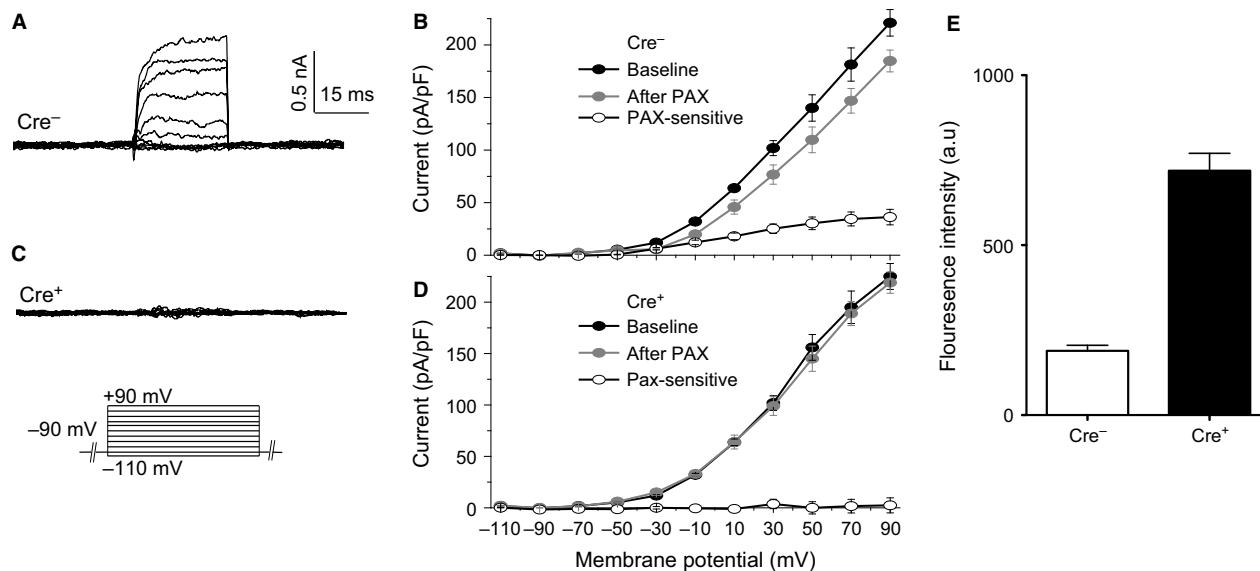 A
Cre⁻
0.5 nA
15 ms
B
Current (pA/pF)
200
150
100
50
0
Cre⁻
Baseline
After PAX
PAX-sensitive
C
Cre⁺
+90 mV
–90 mV
–110 mV
D
Current (pA/pF)
200
150
100
50
0
Cre⁺
Baseline
After PAX
Pax-sensitive
–110 –90 –70 –50 –30 –10 10 30 50 70 90
Membrane potential (mV)
E
Flouresence intensity (a.u)
1000
500
0
Cre⁻ Cre⁺